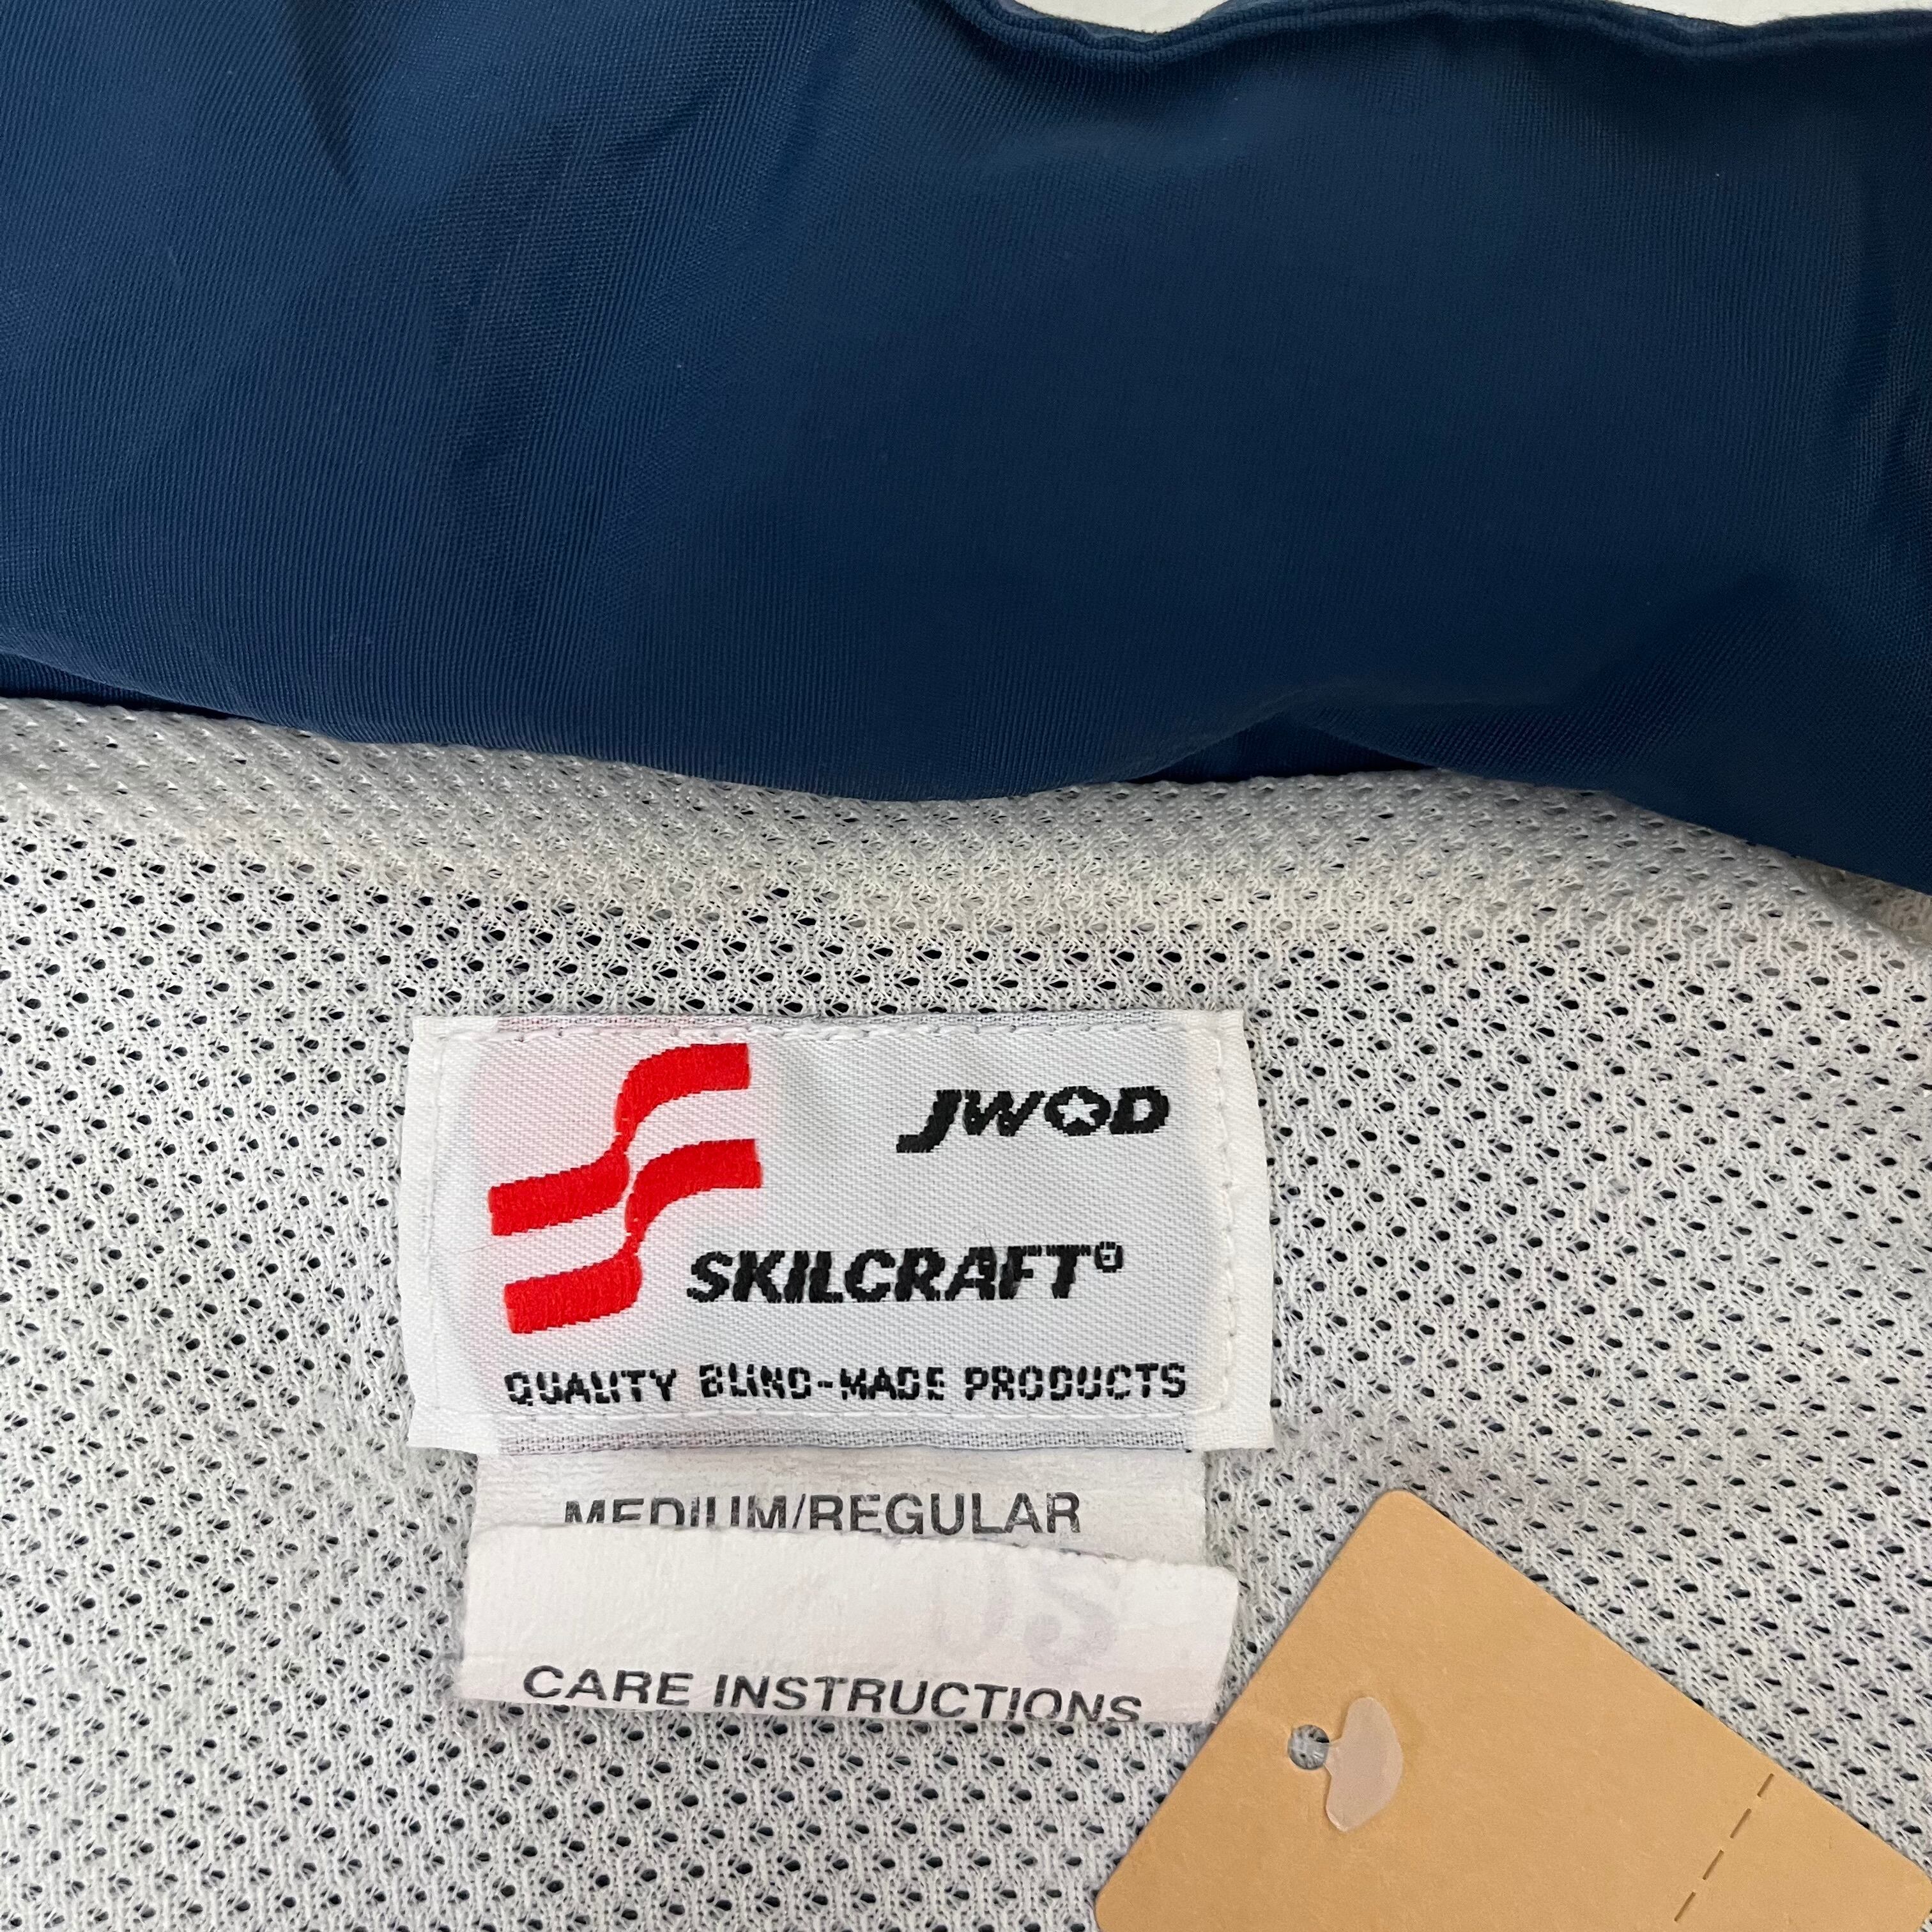 JWOD
SKILCRAFT®
QUALITY BLIND-MADE PRODUCTS
MEDIUM/REGULAR
CARE INSTRUCTIONS